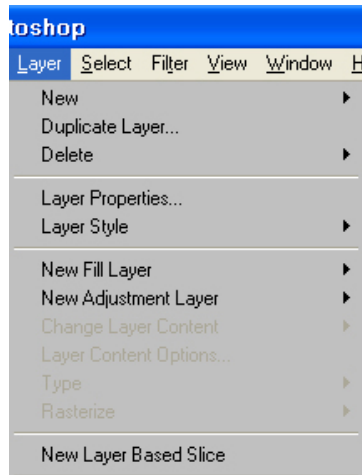 toshop
Layer Select Filter View Window H
New
Duplicate Layer...
Delete
Layer Properties...
Layer Style
New Fill Layer
New Adjustment Layer
Change Layer Content
Layer Content Options...
Type
Rasterize
New Layer Based Slice